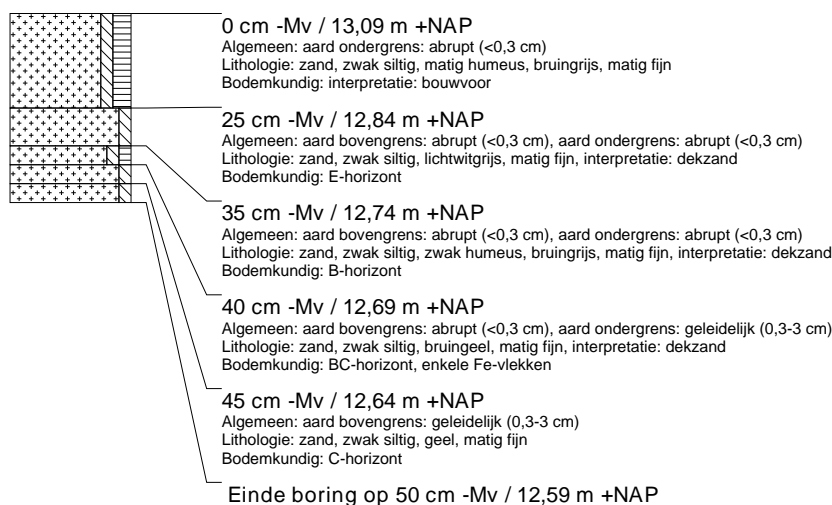 0 cm -Mv / 13,09 m +NAP
Algemeen: aard ondergrens: abrupt (<0,3 cm)
Lithologie: zand, zwak siltig, matig humeus, bruingrijs, matig fijn
Bodemkundig: interpretatie: bouwvoor
25 cm -Mv / 12,84 m +NAP
Algemeen: aard bovengrens: abrupt (<0,3 cm), aard ondergrens: abrupt (<0,3 cm)
Lithologie: zand, zwak siltig, lichtwitgrijs, matig fijn, interpretatie: dekzand
Bodemkundig: E-horizont
35 cm -Mv / 12,74 m +NAP
Algemeen: aard bovengrens: abrupt (<0,3 cm), aard ondergrens: abrupt (<0,3 cm)
Lithologie: zand, zwak siltig, zwak humeus, bruingrijs, matig fijn, interpretatie: dekzand
Bodemkundig: B-horizont
40 cm -Mv / 12,69 m +NAP
Algemeen: aard bovengrens: abrupt (<0,3 cm), aard ondergrens: geleidelijk (0,3-3 cm)
Lithologie: zand, zwak siltig, bruingeel, matig fijn, interpretatie: dekzand
Bodemkundig: BC-horizont, enkele Fe-vlekken
45 cm -Mv / 12,64 m +NAP
Algemeen: aard bovengrens: geleidelijk (0,3-3 cm)
Lithologie: zand, zwak siltig, geel, matig fijn
Bodemkundig: C-horizont
Einde boring op 50 cm -Mv / 12,59 m +NAP